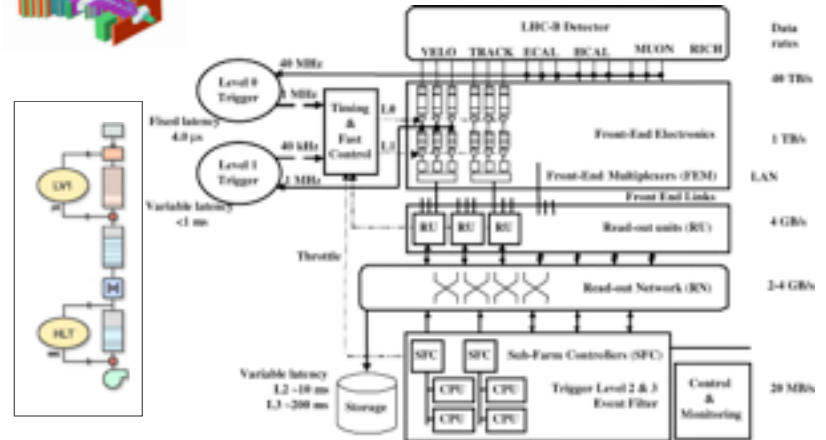 LHC-B Detector
Data
rates
VELO TRACK ECAL HCAL MUON RICH
40 MHz
40 TB/s
Level 0
Trigger
1 MHz
Timing
&
Fast
Control
L0
Fixed latency
4.0 µs
Front-End Electronics
40 kHz
L1
1 TB/s
Level 1
Trigger
1 MHz
Front-End Multiplexers (FEM)
LAN
Front End Links
Variable latency
<1 ms
RU
RU
RU
Read-out units (RU)
4 GB/s
Throttle
Read-out Network (RN)
2-4 GB/s
SFC
SFC
Sub-Farm Controllers (SFC)
Variable latency
L2 ~10 ms
L3 ~200 ms
Storage
CPU
CPU
CPU
CPU
Trigger Level 2 & 3
Event Filter
Control
&
Monitoring
20 MB/s
LV1
HLT